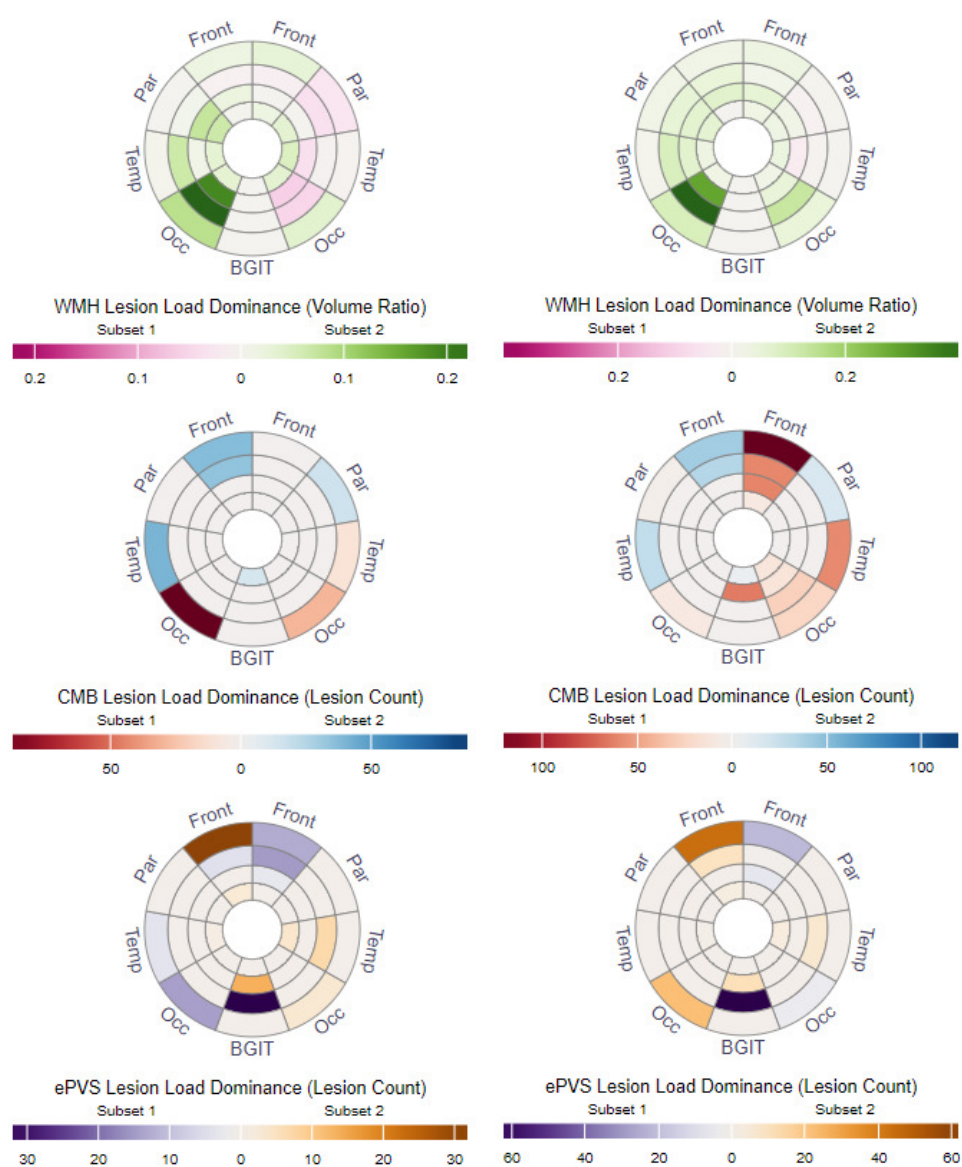 Front Front Front Front
Par Par Par Par
Temp Temp Temp Temp
Occ Occ Occ Occ
BGIT BGIT
WMH Lesion Load Dominance (Volume Ratio) WMH Lesion Load Dominance (Volume Ratio)
Subset 1 Subset 2 Subset 1 Subset 2
0.2 0.1 0 0.1 0.2 0.2 0 0.2
Front Front Front Front
Par Par Par Par
Temp Temp Temp Temp
Occ Occ Occ Occ
BGIT BGIT
CMB Lesion Load Dominance (Lesion Count) CMB Lesion Load Dominance (Lesion Count)
Subset 1 Subset 2 Subset 1 Subset 2
50 0 50 100 50 0 50 100
Front Front Front Front
Par Par Par Par
Temp Temp Temp Temp
Occ Occ Occ Occ
BGIT BGIT
ePVS Lesion Load Dominance (Lesion Count) ePVS Lesion Load Dominance (Lesion Count)
Subset 1 Subset 2 Subset 1 Subset 2
30 20 10 0 10 20 30 60 40 20 0 20 40 60